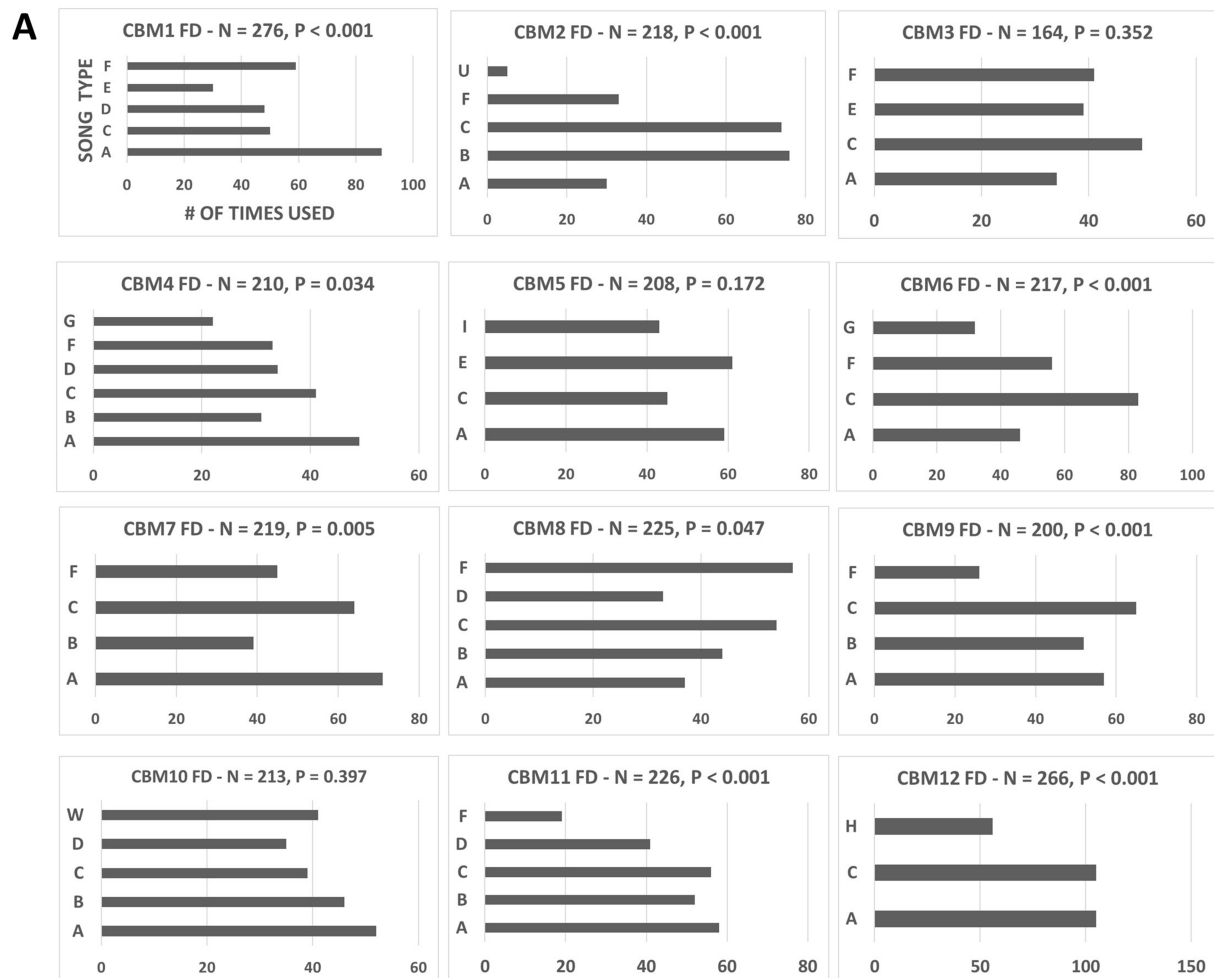 A
CBM1 FD - N = 276, P < 0.001
SONG TYPE
F
E
D
C
A
0 20 40 60 80 100
# OF TIMES USED
CBM2 FD - N = 218, P < 0.001
U
F
C
B
A
0 20 40 60 80
CBM3 FD - N = 164, P = 0.352
F
E
C
A
0 20 40 60
CBM4 FD - N = 210, P = 0.034
G
F
D
C
B
A
0 20 40 60
CBM5 FD - N = 208, P = 0.172
I
E
C
A
0 20 40 60 80
CBM6 FD - N = 217, P < 0.001
G
F
C
A
0 20 40 60 80 100
CBM7 FD - N = 219, P = 0.005
F
C
B
A
0 20 40 60 80
CBM8 FD - N = 225, P = 0.047
F
D
C
B
A
0 20 40 60
CBM9 FD - N = 200, P < 0.001
F
C
B
A
0 20 40 60 80
CBM10 FD - N = 213, P = 0.397
W
D
C
B
A
0 20 40 60
CBM11 FD - N = 226, P < 0.001
F
D
C
B
A
0 20 40 60 80
CBM12 FD - N = 266, P < 0.001
H
C
A
0 50 100 150